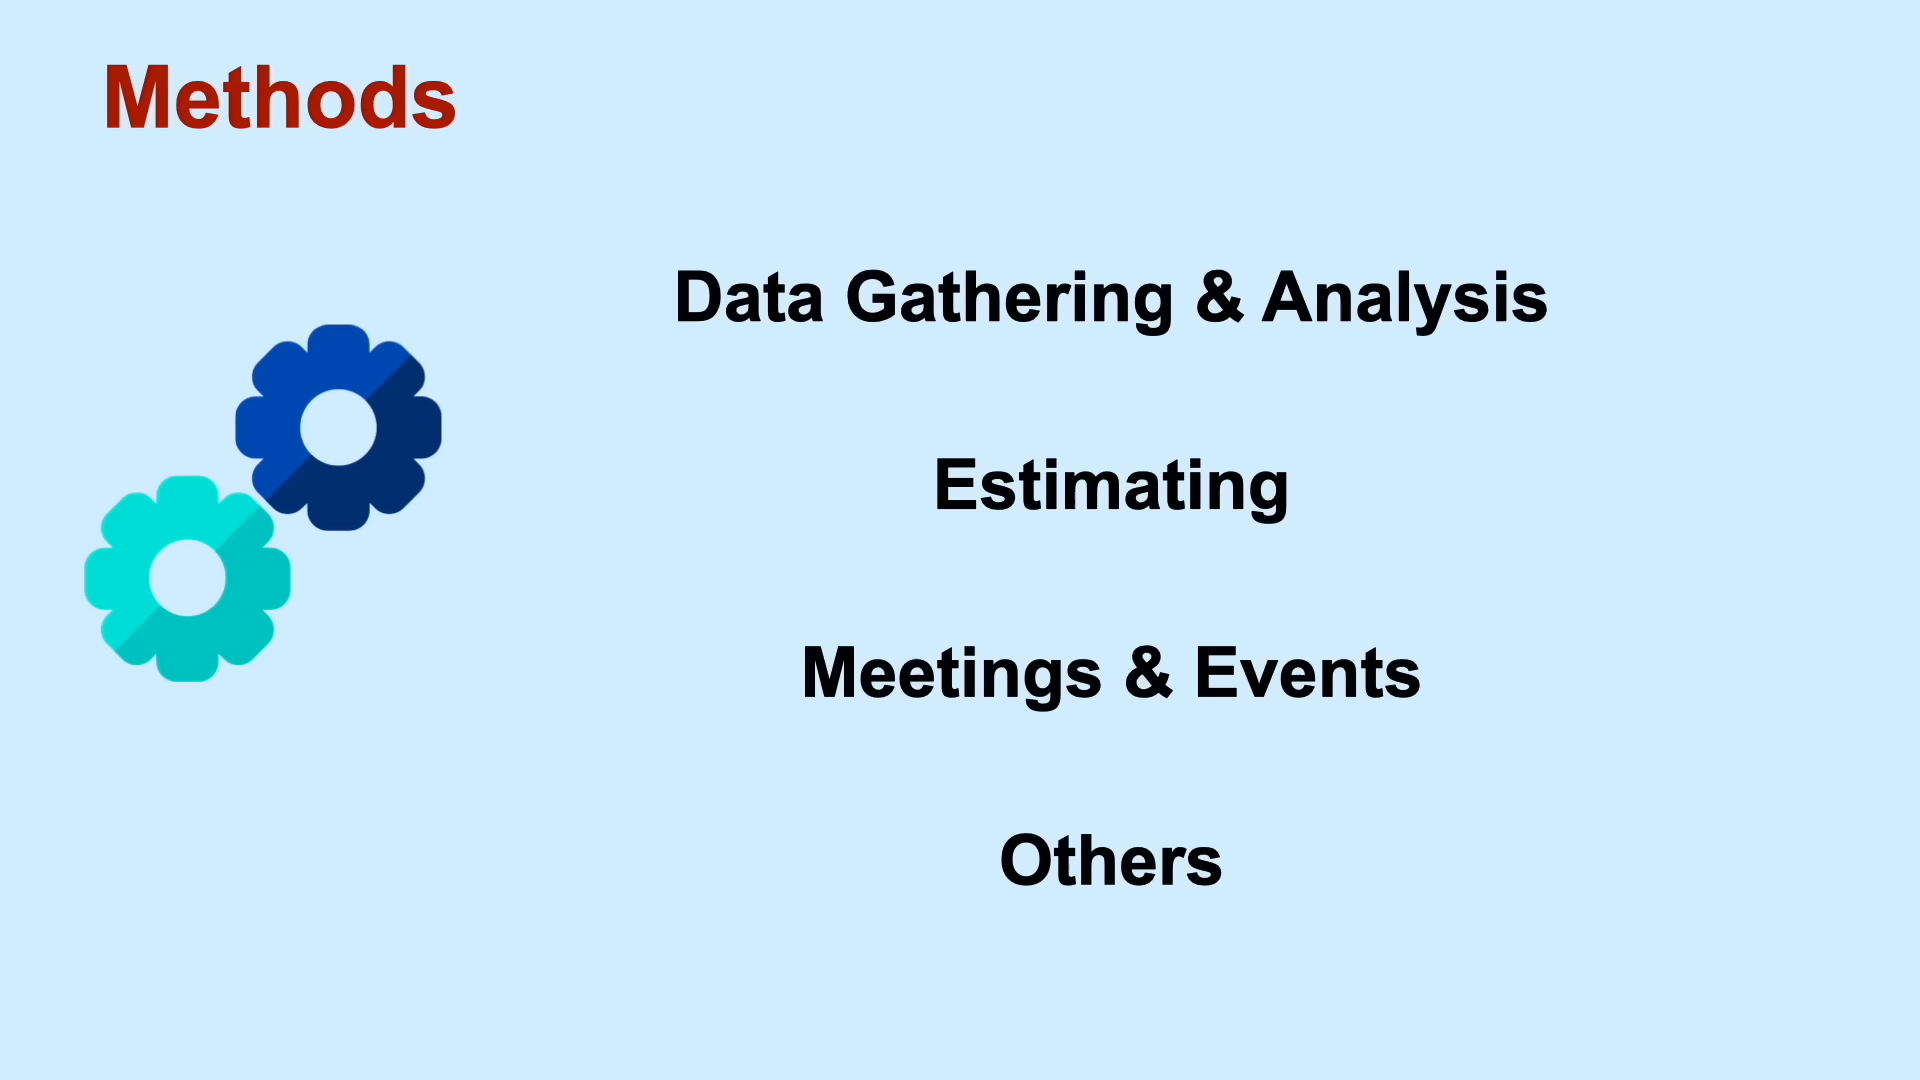 Methods
Data Gathering & Analysis
Estimating
Meetings & Events
Others